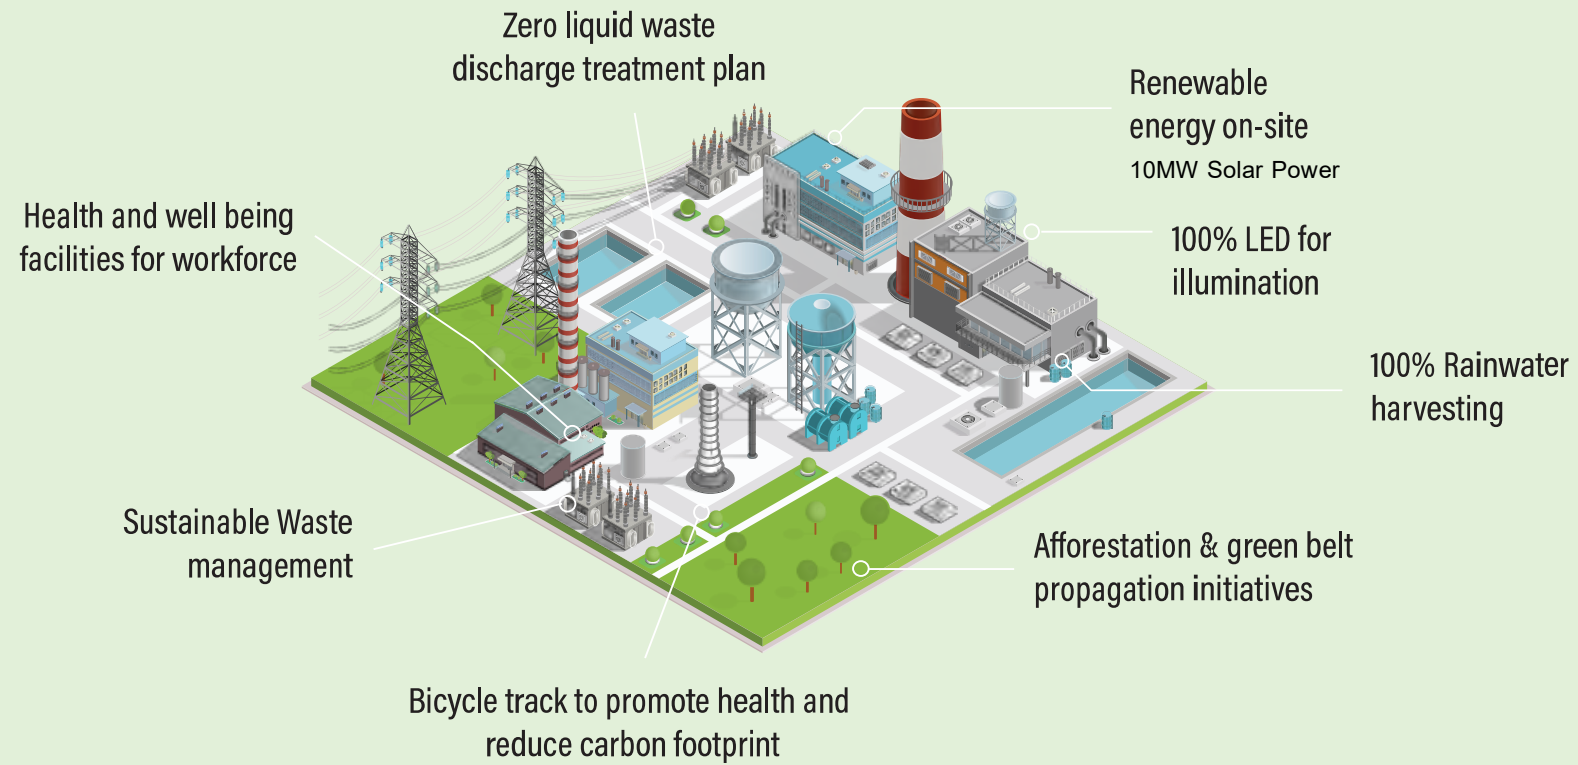 Zero liquid waste
discharge treatment plan
Renewable
energy on-site
10MW Solar Power
Health and well being
facilities for workforce
100% LED for
illumination
100% Rainwater
harvesting
Sustainable Waste
management
Afforestation & green belt
propagation initiatives
Bicycle track to promote health and
reduce carbon footprint